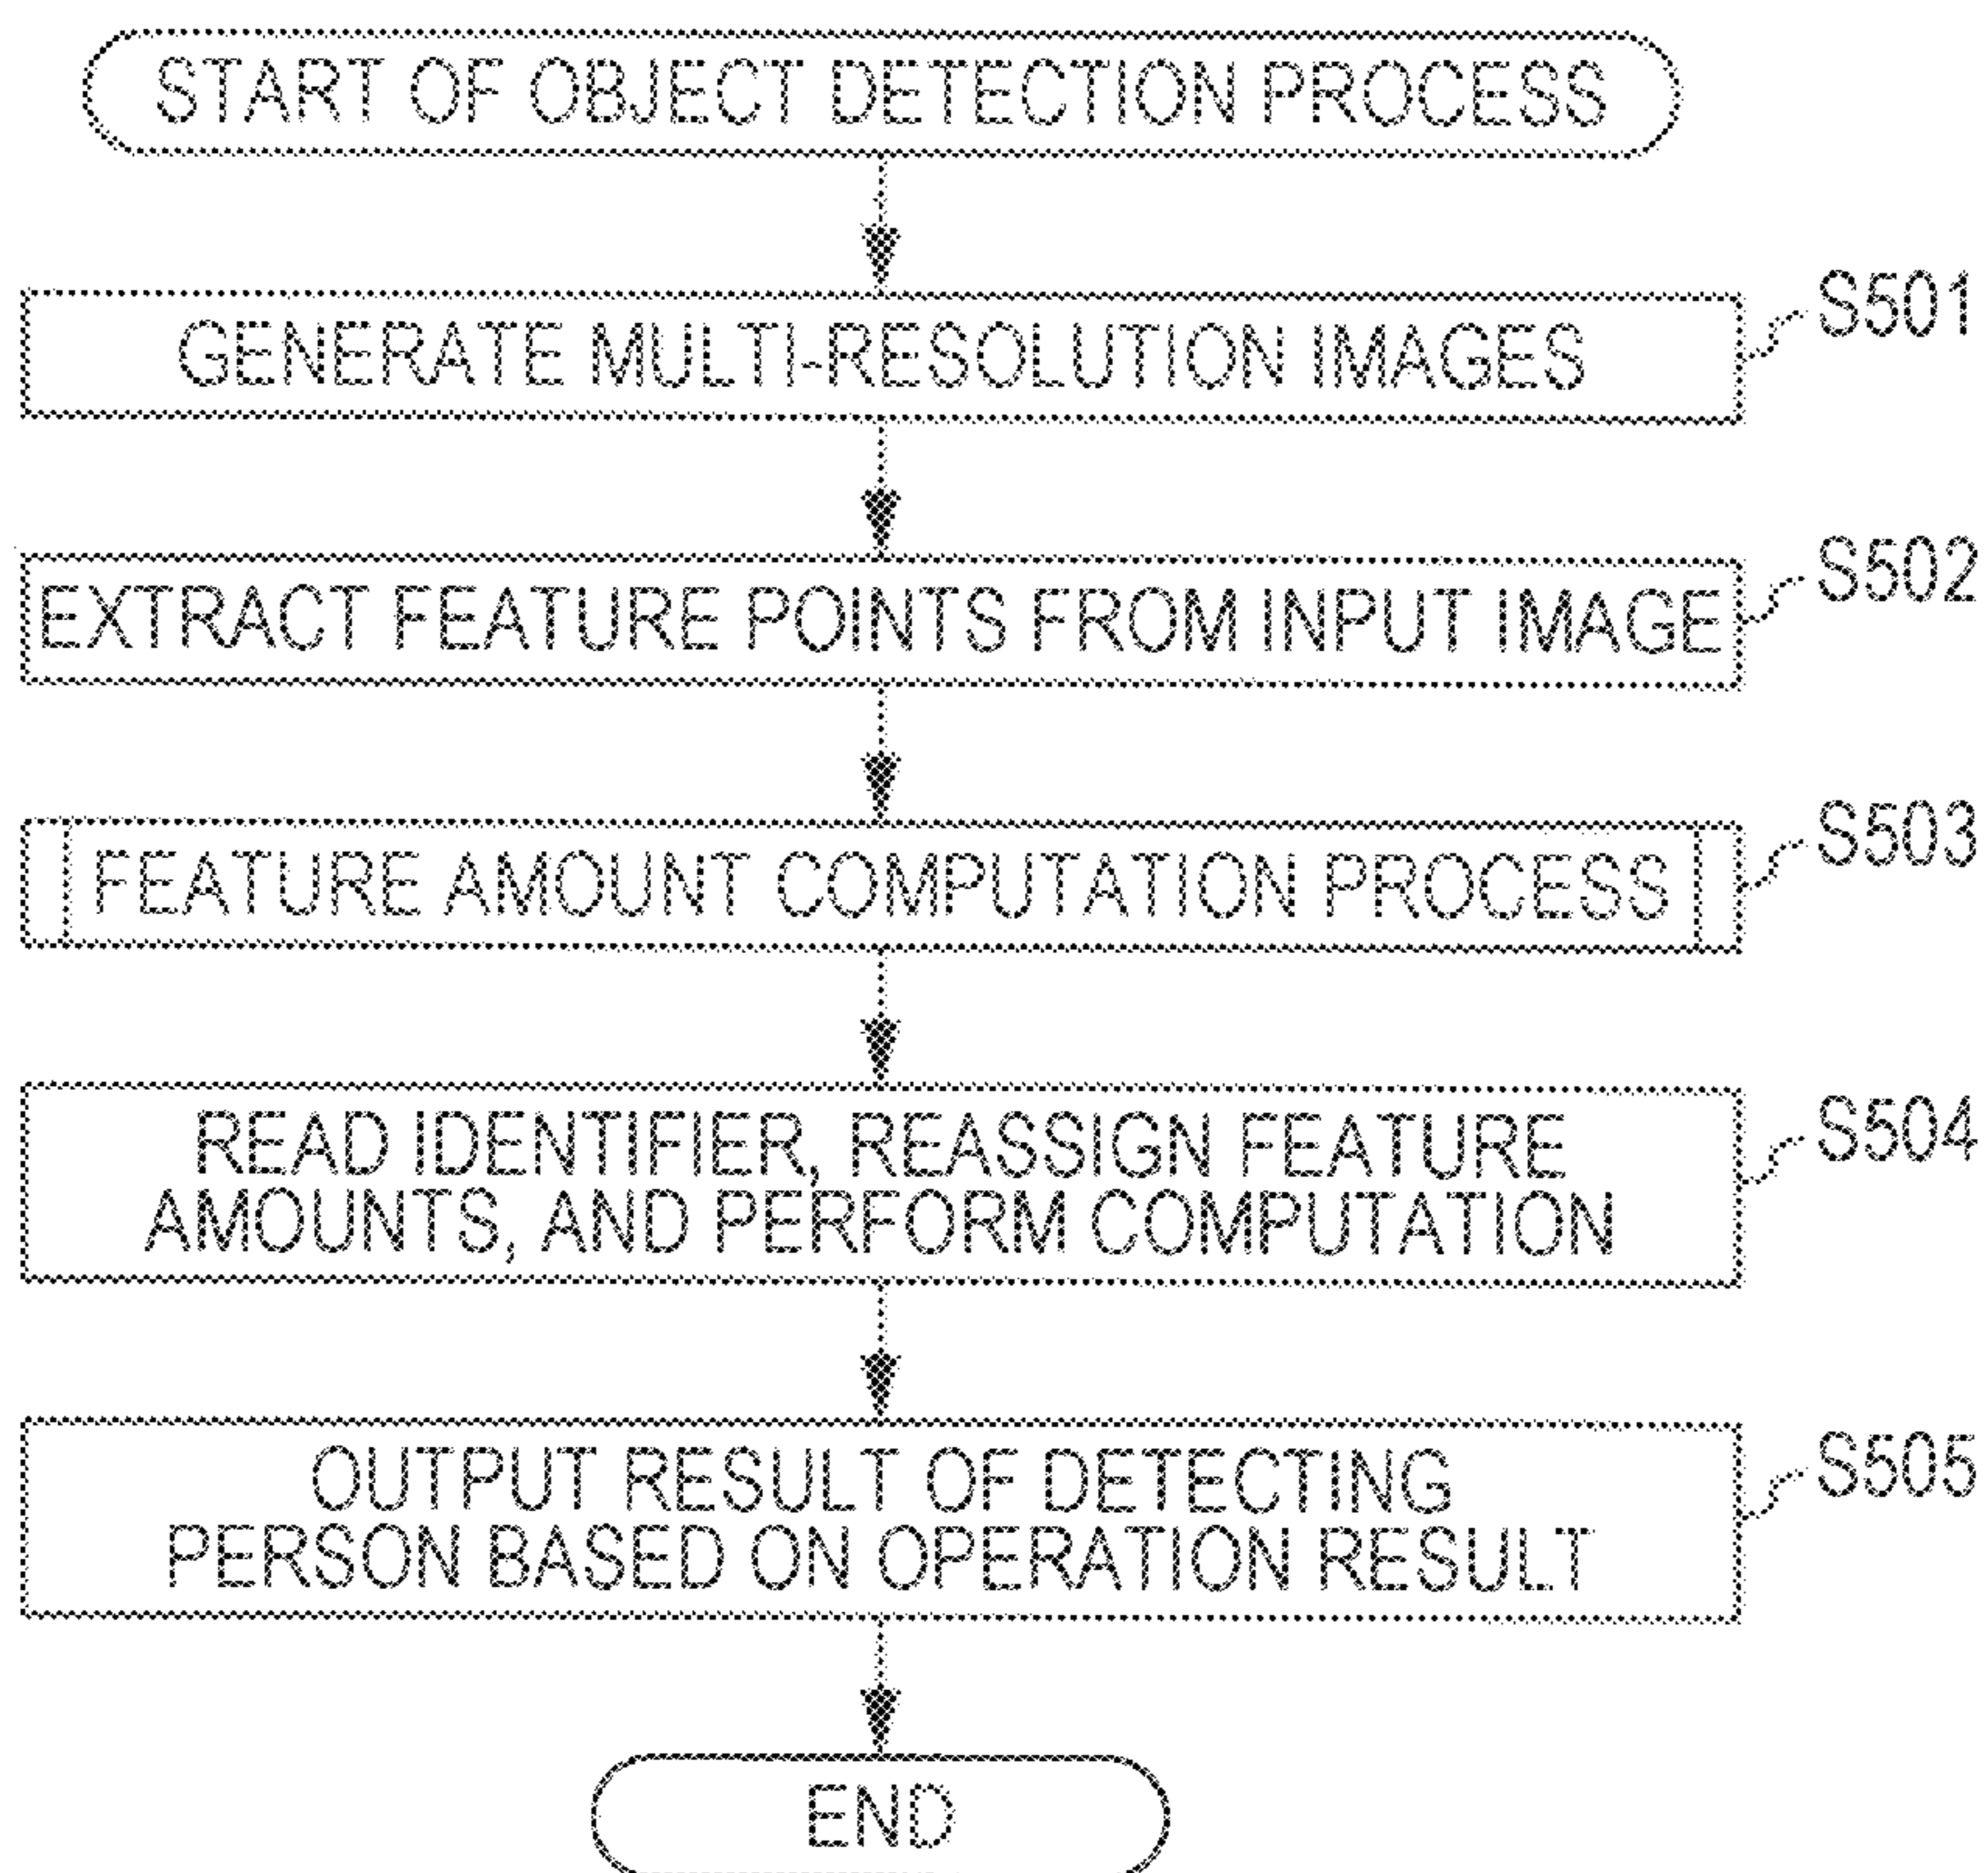 START OF OBJECT DETECTION PROCESS
GENERATE MULTI-RESOLUTION IMAGES
S501
EXTRACT FEATURE POINTS FROM INPUT IMAGE
S502
FEATURE AMOUNT COMPUTATION PROCESS
S503
READ IDENTIFIER, REASSIGN FEATURE
AMOUNTS, AND PERFORM COMPUTATION
S504
OUTPUT RESULT OF DETECTING
PERSON BASED ON OPERATION RESULT
S505
END